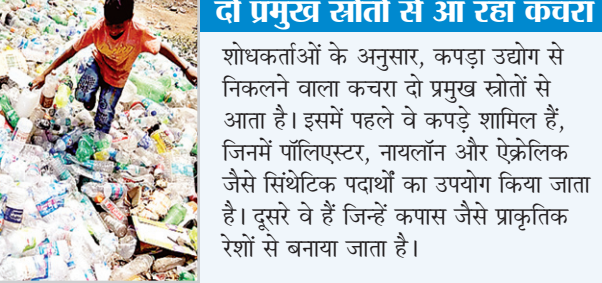 दो प्रमुख स्रोतों से आ रहा कचरा
शोधकर्ताओं के अनुसार, कपड़ा उद्योग से
निकलने वाला कचरा दो प्रमुख स्रोतों से
आता है। इसमें पहले वे कपड़े शामिल हैं,
जिनमें पॉलिएस्टर, नायलॉन और ऐक्रेलिक
जैसे सिंथेटिक पदार्थों का उपयोग किया जाता
है। दूसरे वे हैं जिन्हें कपास जैसे प्राकृतिक
रेशों से बनाया जाता है।